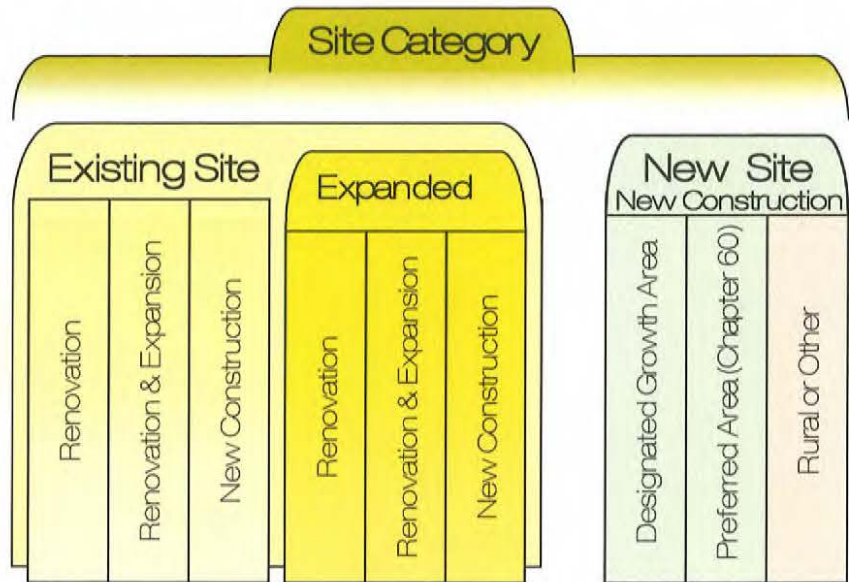 Site Category
Existing Site
Renovation
Renovation & Expansion
New Construction
Expanded
Renovation
Renovation & Expansion
New Construction
New Site
New Construction
Designated Growth Area
Preferred Area (Chapter 60)
Rural or Other